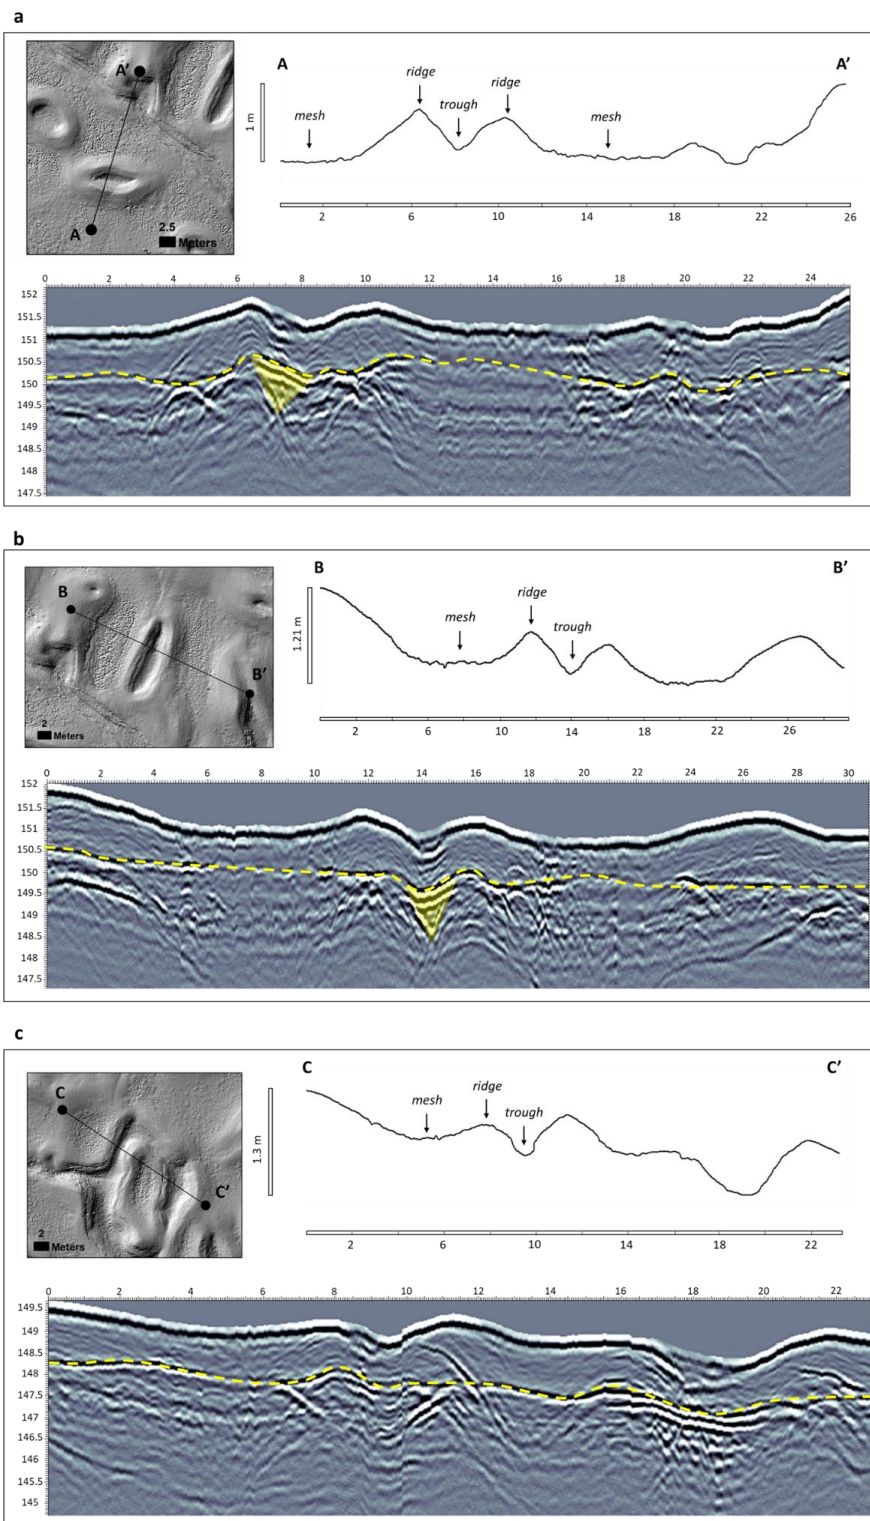 a
A'
A
2.5
Meters
A A'
1 m
mesh
ridge
trough
ridge
mesh
2 6 10 14 18 22 26
0 2 4 6 8 10 12 14 16 18 20 22 24
152
151.5
151
150.5
150
149.5
149
148.5
148
147.5
b
B
B'
2
Meters
B B'
1.21 m
mesh
ridge
trough
2 6 10 14 18 22 26
0 2 4 6 8 10 12 14 16 18 20 22 24 26 28 30
152
151.5
151
150.5
150
149.5
149
148.5
148
147.5
c
C
C'
2
Meters
C C'
1.3 m
mesh
ridge
trough
2 6 10 14 18 22
0 2 4 6 8 10 12 14 16 18 20 22
149.5
149
148.5
148
147.5
147
146.5
146
145.5
145